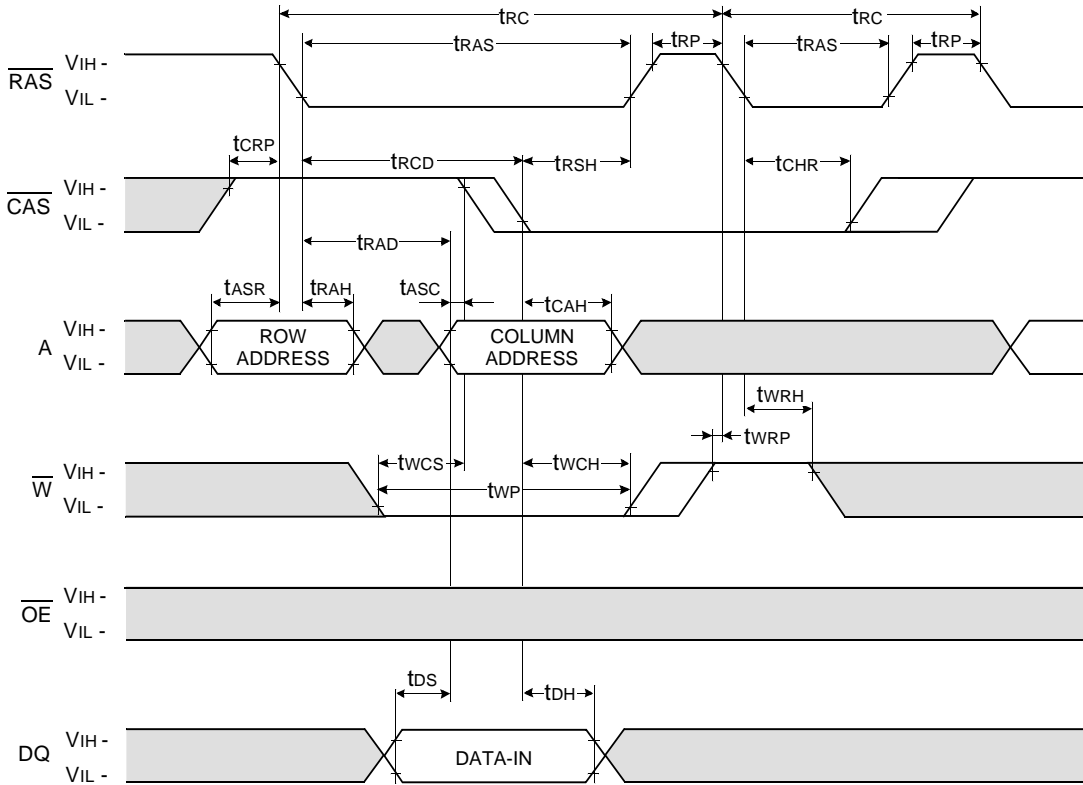 tRC tRC
tRAS tRP tRAS tRP
RAS VIH -
VIL -
tCRP tRCD tRSH tCHR
CAS VIH -
VIL -
tRAD
tASR tRAH tASC tCAH
A VIH -
VIL -
ROW ADDRESS
COLUMN ADDRESS
tWRH
tWRP
W VIH -
VIL -
tWCS tWCH
tWP
OE VIH -
VIL -
tDS tDH
DQ VIH -
VIL -
DATA-IN